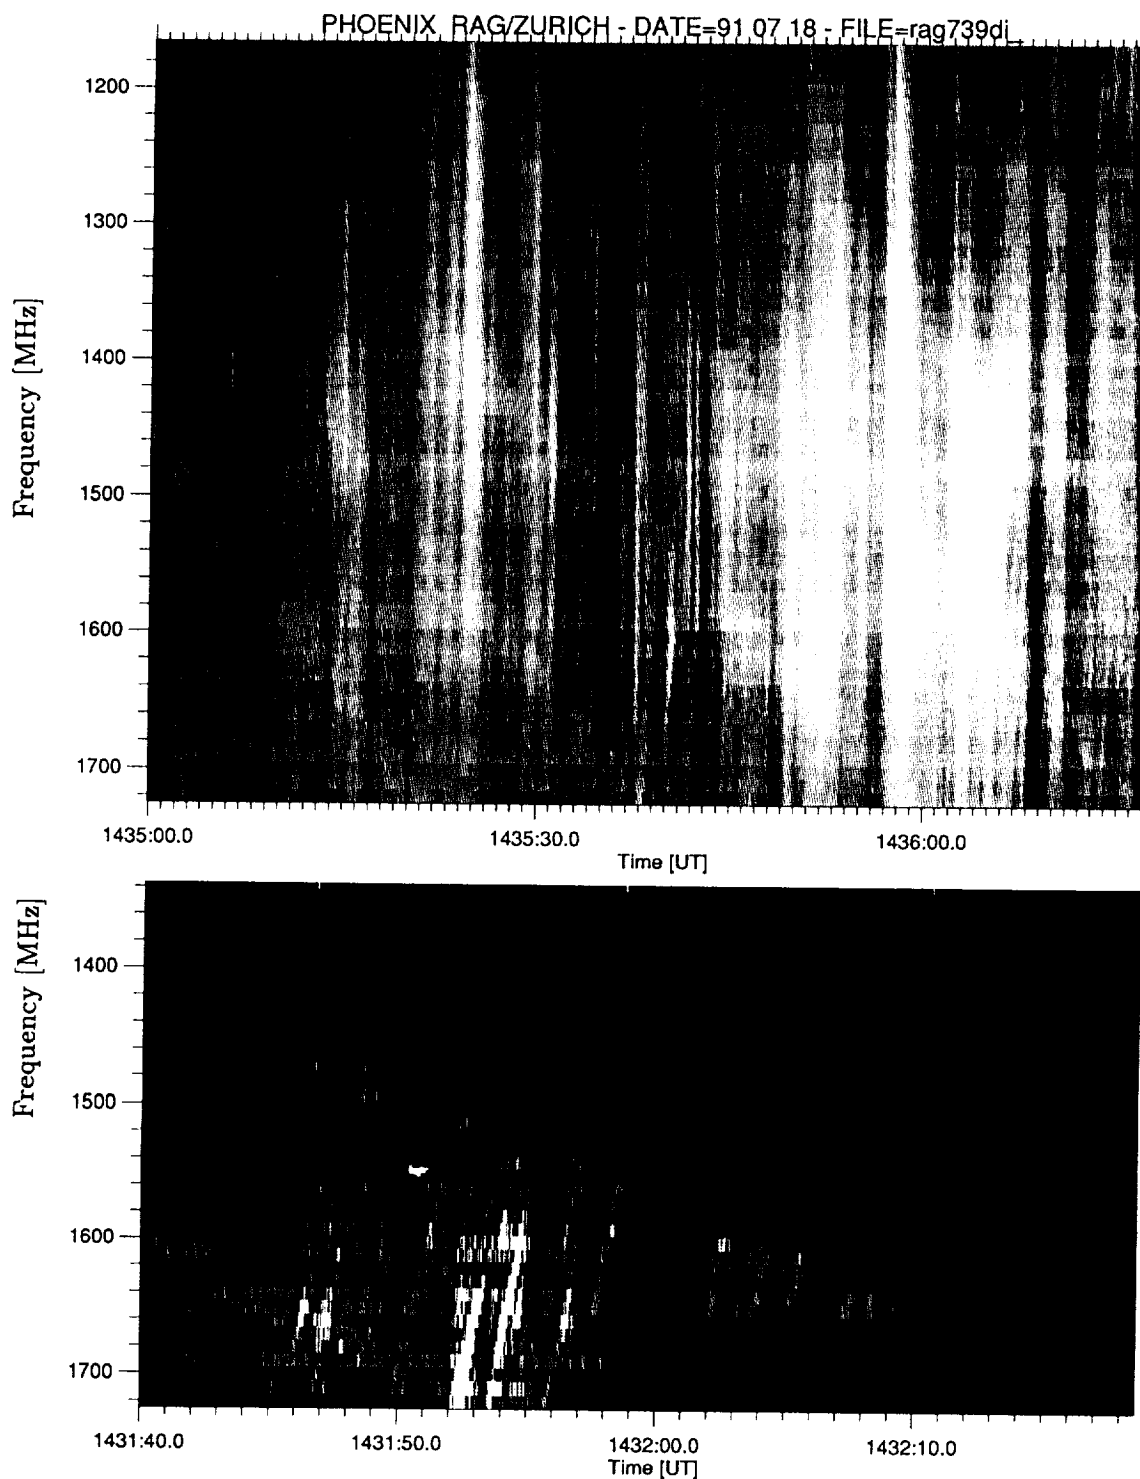 PHOENIX RAG/ZURICH - DATE=91 07 18 - FILE=rag739di_
1200
1300
1400
1500
1600
1700
Frequency [MHz]
1435:00.0 1435:30.0 1436:00.0
Time [UT]
1400
1500
1600
1700
Frequency [MHz]
1431:40.0 1431:50.0 1432:00.0 1432:10.0
Time [UT]